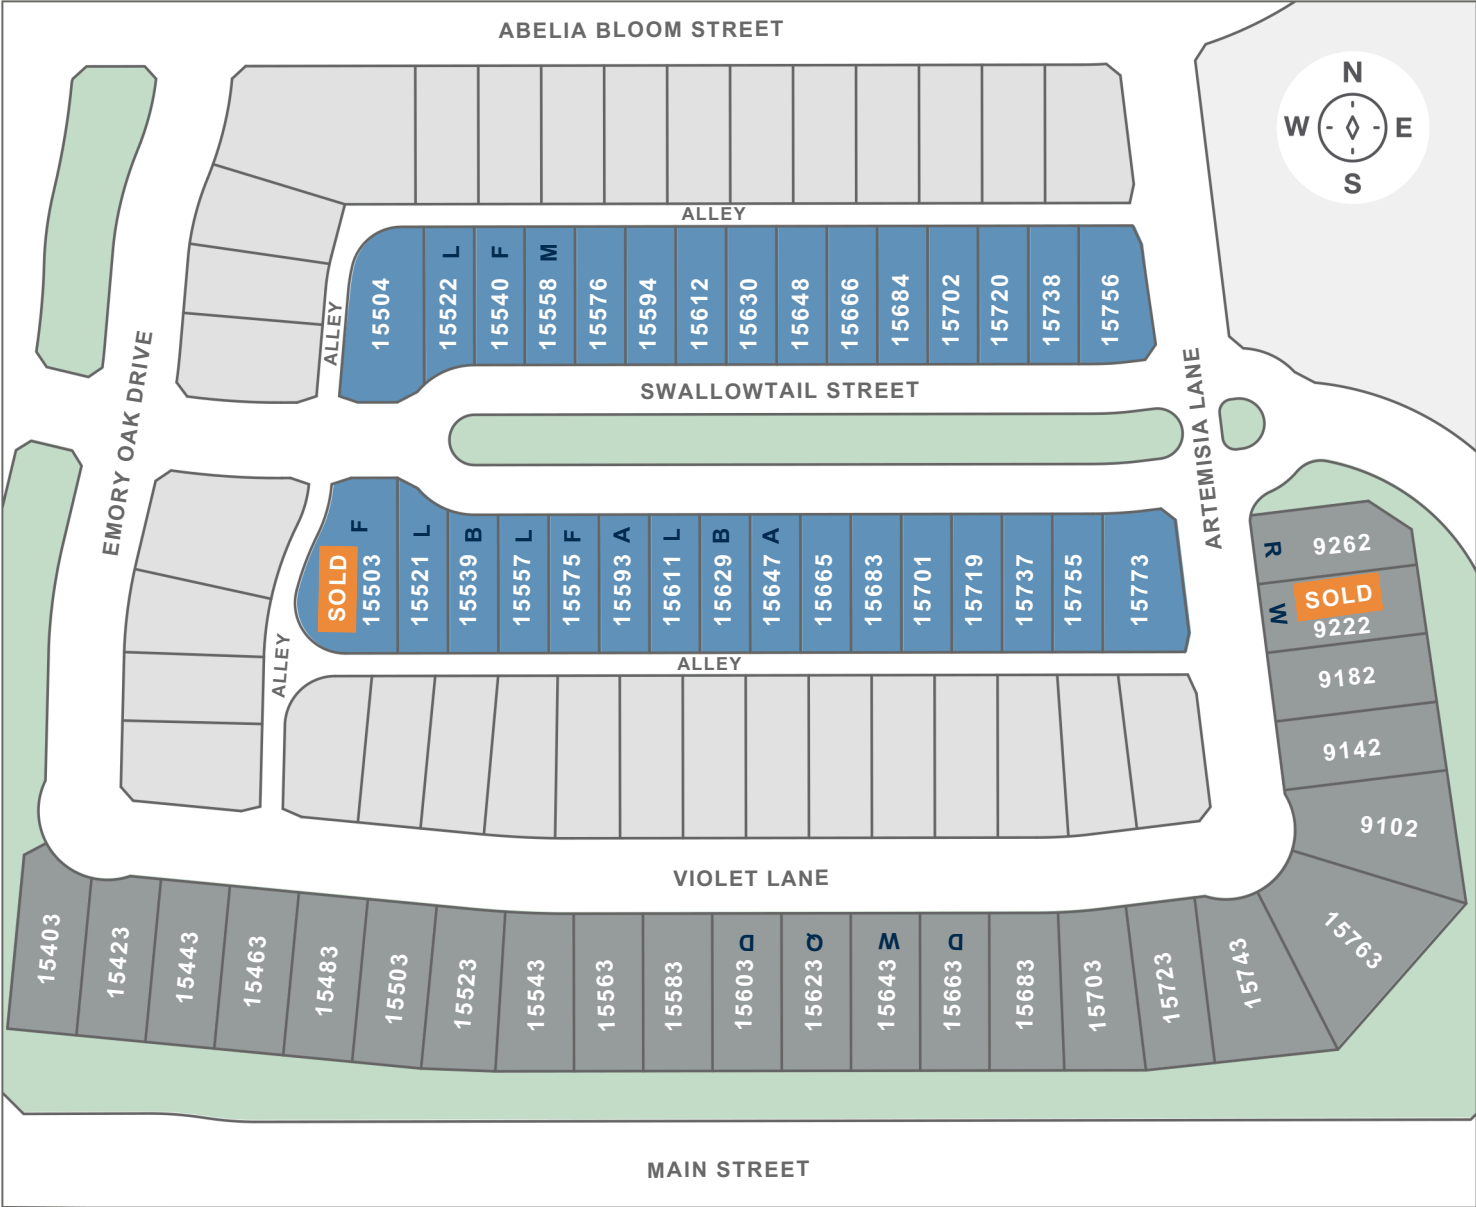 ABELIA BLOOM STREET
N
W E
S
ALLEY
L F M
15504 15522 15540 15558 15576 15594 15612 15630 15648 15666 15684 15702 15720 15738 15756
ALLEY
EMORY OAK DRIVE
SWALLOWTAIL STREET
ARTEMISIA LANE
F L B L F A L B A
SOLD
15503 15521 15539 15557 15575 15593 15611 15629 15647 15665 15683 15701 15719 15737 15755 15773
ALLEY
ALLEY
R 9262
W SOLD
9222
9182
9142
9102
15763
VIOLET LANE
D Q W D
15403 15423 15443 15463 15483 15503 15523 15543 15563 15583 15603 15623 15643 15663 15683 15703 15723 15743
MAIN STREET